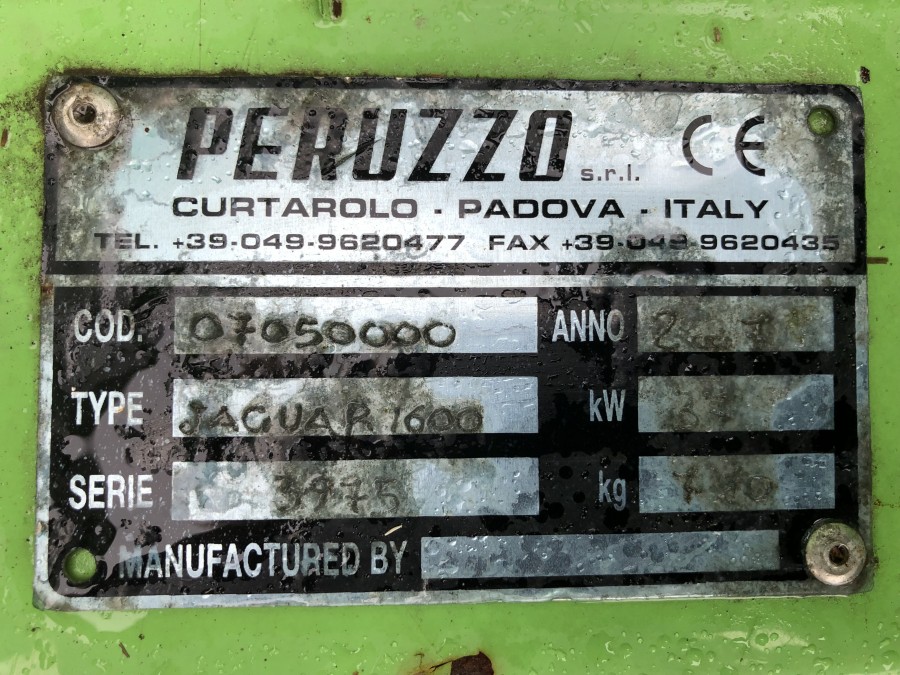 PERUZZO s.r.l. CE
CURTAROLO - PADOVA - ITALY
TEL. +39-049-9620477 FAX +39-049-9620435
COD. 07050000 ANNO
TYPE JAGUAR 1600 kW
SERIE 3975 kg
MANUFACTURED BY